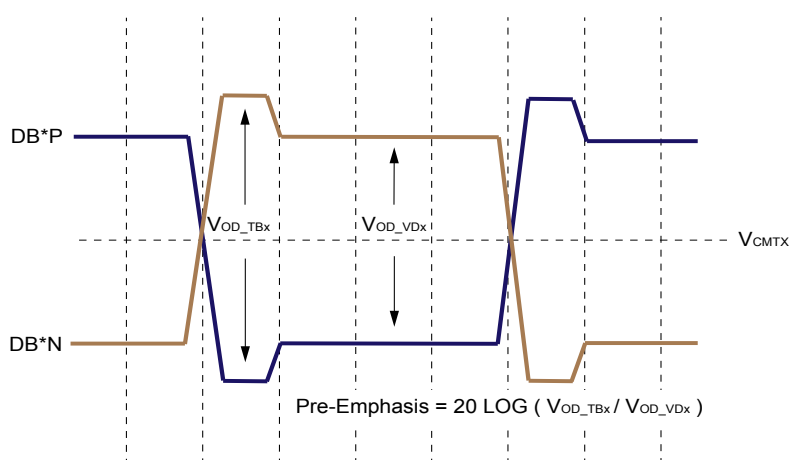 DB*P
VOD_TBx
VOD_VDx
VCMTX
DB*N
Pre-Emphasis = 20 LOG ( VOD_TBx / VOD_VDx )